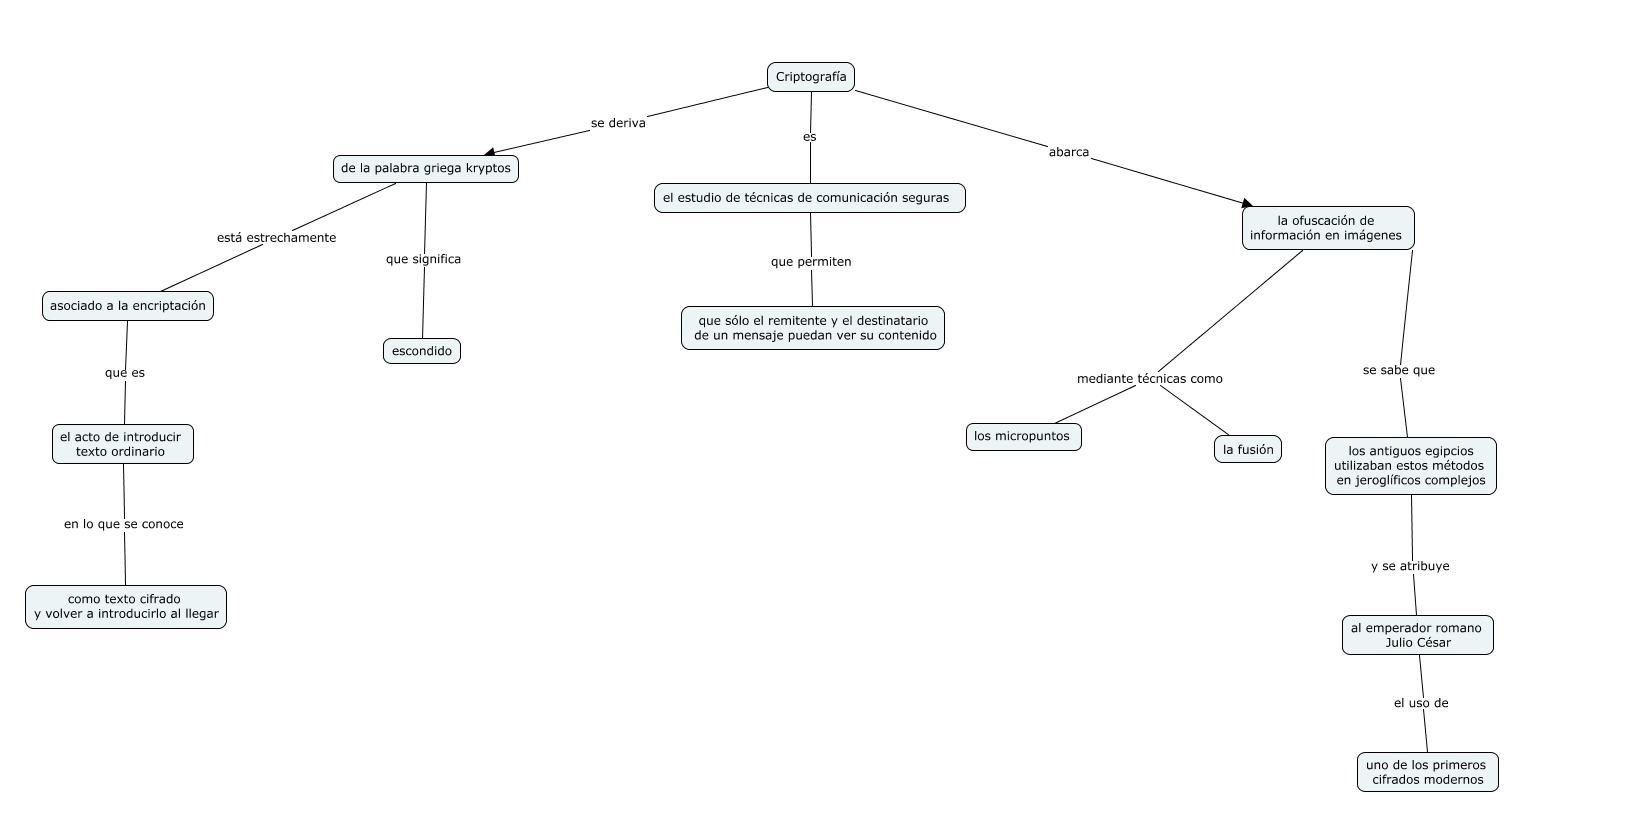 Criptografía
se deriva
es
abarca
de la palabra griega kryptos
el estudio de técnicas de comunicación seguras
la ofuscación de
información en imágenes
está estrechamente
que significa
que permiten
asociado a la encriptación
escondido
que sólo el remitente y el destinatario
de un mensaje puedan ver su contenido
que es
mediante técnicas como
se sabe que
el acto de introducir
texto ordinario
los micropuntos
la fusión
los antiguos egipcios
utilizaban estos métodos
en jeroglíficos complejos
en lo que se conoce
y se atribuye
como texto cifrado
y volver a introducirlo al llegar
al emperador romano
Julio César
el uso de
uno de los primeros
cifrados modernos